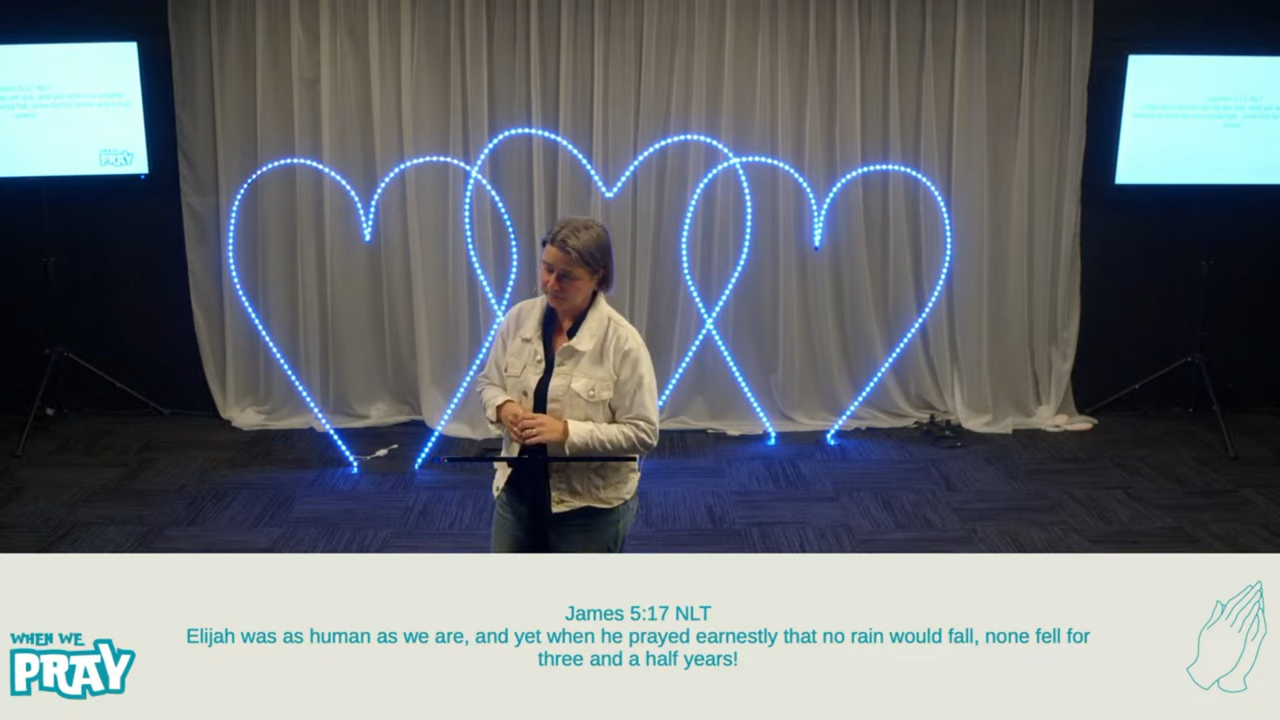 James 5:17 NLT
Elijah was as human as we are, and yet when he prayed earnestly that no rain would fall, none fell for
three and a half years!
WHEN WE
PRAY
PRAY